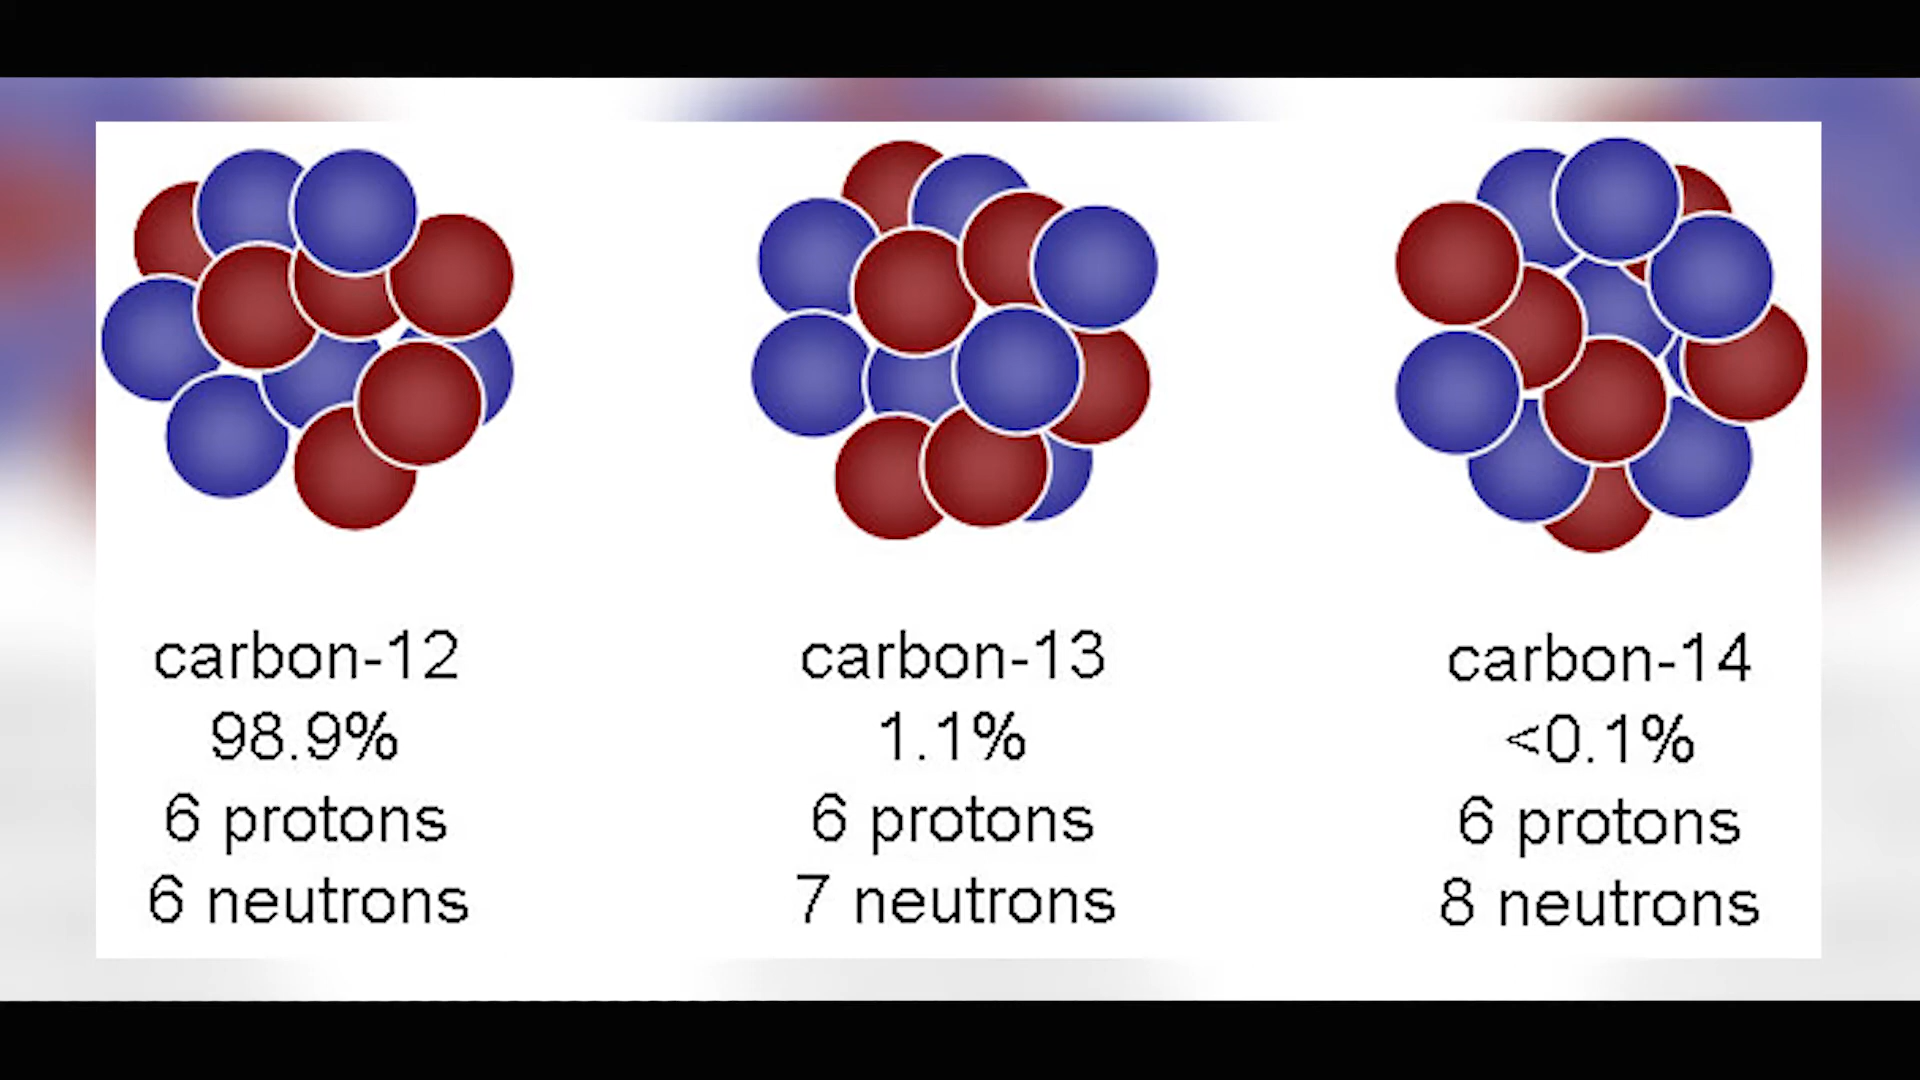 carbon-12
98.9%
6 protons
6 neutrons
carbon-13
1.1%
6 protons
7 neutrons
carbon-14
<0.1%
6 protons
8 neutrons